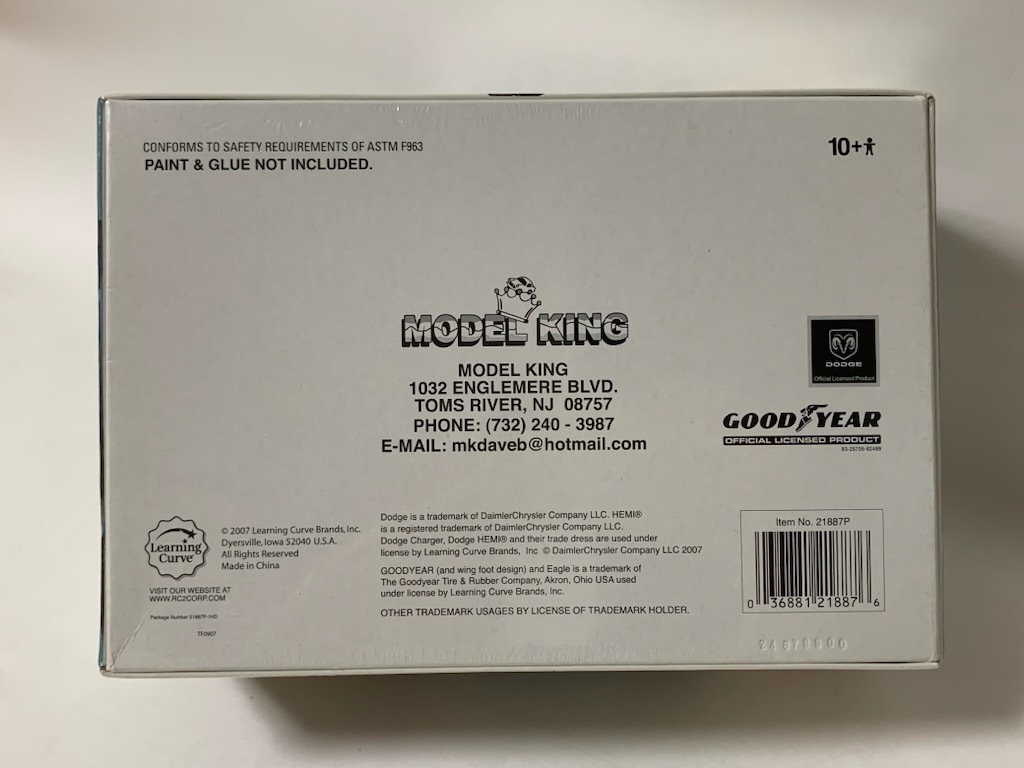 CONFORMS TO SAFETY REQUIREMENTS OF ASTM F963
PAINT & GLUE NOT INCLUDED.
10+
MODEL KING
MODEL KING
1032 ENGLEMERE BLVD.
TOMS RIVER, NJ 08757
PHONE: (732) 240 - 3987
E-MAIL: mkdaveb@hotmail.com
DODGE
Official Licensed Product
GOODYEAR
OFFICIAL LICENSED PRODUCT
Learning
Curve
© 2007 Learning Curve Brands, Inc.
Dyersville, Iowa 52040 U.S.A.
All Rights Reserved
Made in China
VISIT OUR WEBSITE AT
WWW.RC2CORP.COM
Package Number 21887P-1HD
TF0907
Dodge is a trademark of DaimlerChrysler Company LLC. HEMI®
is a registered trademark of DaimlerChrysler Company LLC.
Dodge Charger, Dodge HEMI® and their trade dress are used under
license by Learning Curve Brands, Inc © DaimlerChrysler Company LLC 2007
GOODYEAR (and wing foot design) and Eagle is a trademark of
The Goodyear Tire & Rubber Company, Akron, Ohio USA used
under license by Learning Curve Brands, Inc.
OTHER TRADEMARK USAGES BY LICENSE OF TRADEMARK HOLDER.
Item No. 21887P
0 36881 21887 6